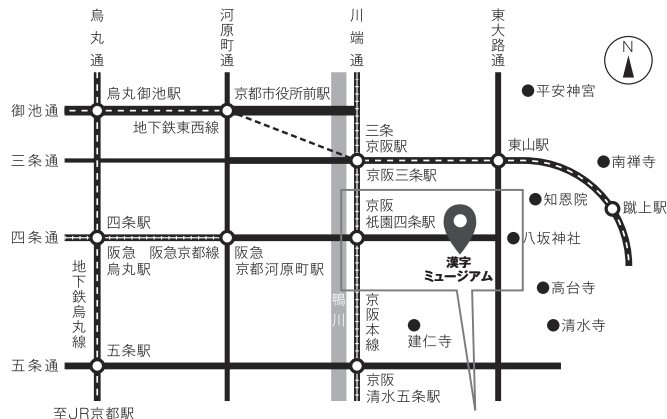 烏丸通
河原町通
川端通
東大路通
N
烏丸御池駅
京都市役所前駅
平安神宮
御池通
地下鉄東西線
三条
京阪駅
東山駅
三条通
京阪三条駅
南禅寺
知恩院
蹴上駅
四条駅
京阪
祇園四条駅
四条通
八坂神社
阪急
烏丸駅
阪急京都線
阪急
京都河原町駅
漢字
ミュージアム
地下鉄烏丸線
高台寺
鴨川
京阪本線
清水寺
建仁寺
五条駅
五条通
京阪
清水五条駅
至JR京都駅